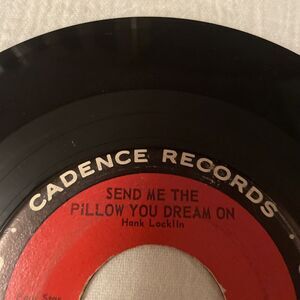 CADENCE RECORDS
SEND ME THE
PILLOW YOU DREAM ON
Hank Locklin